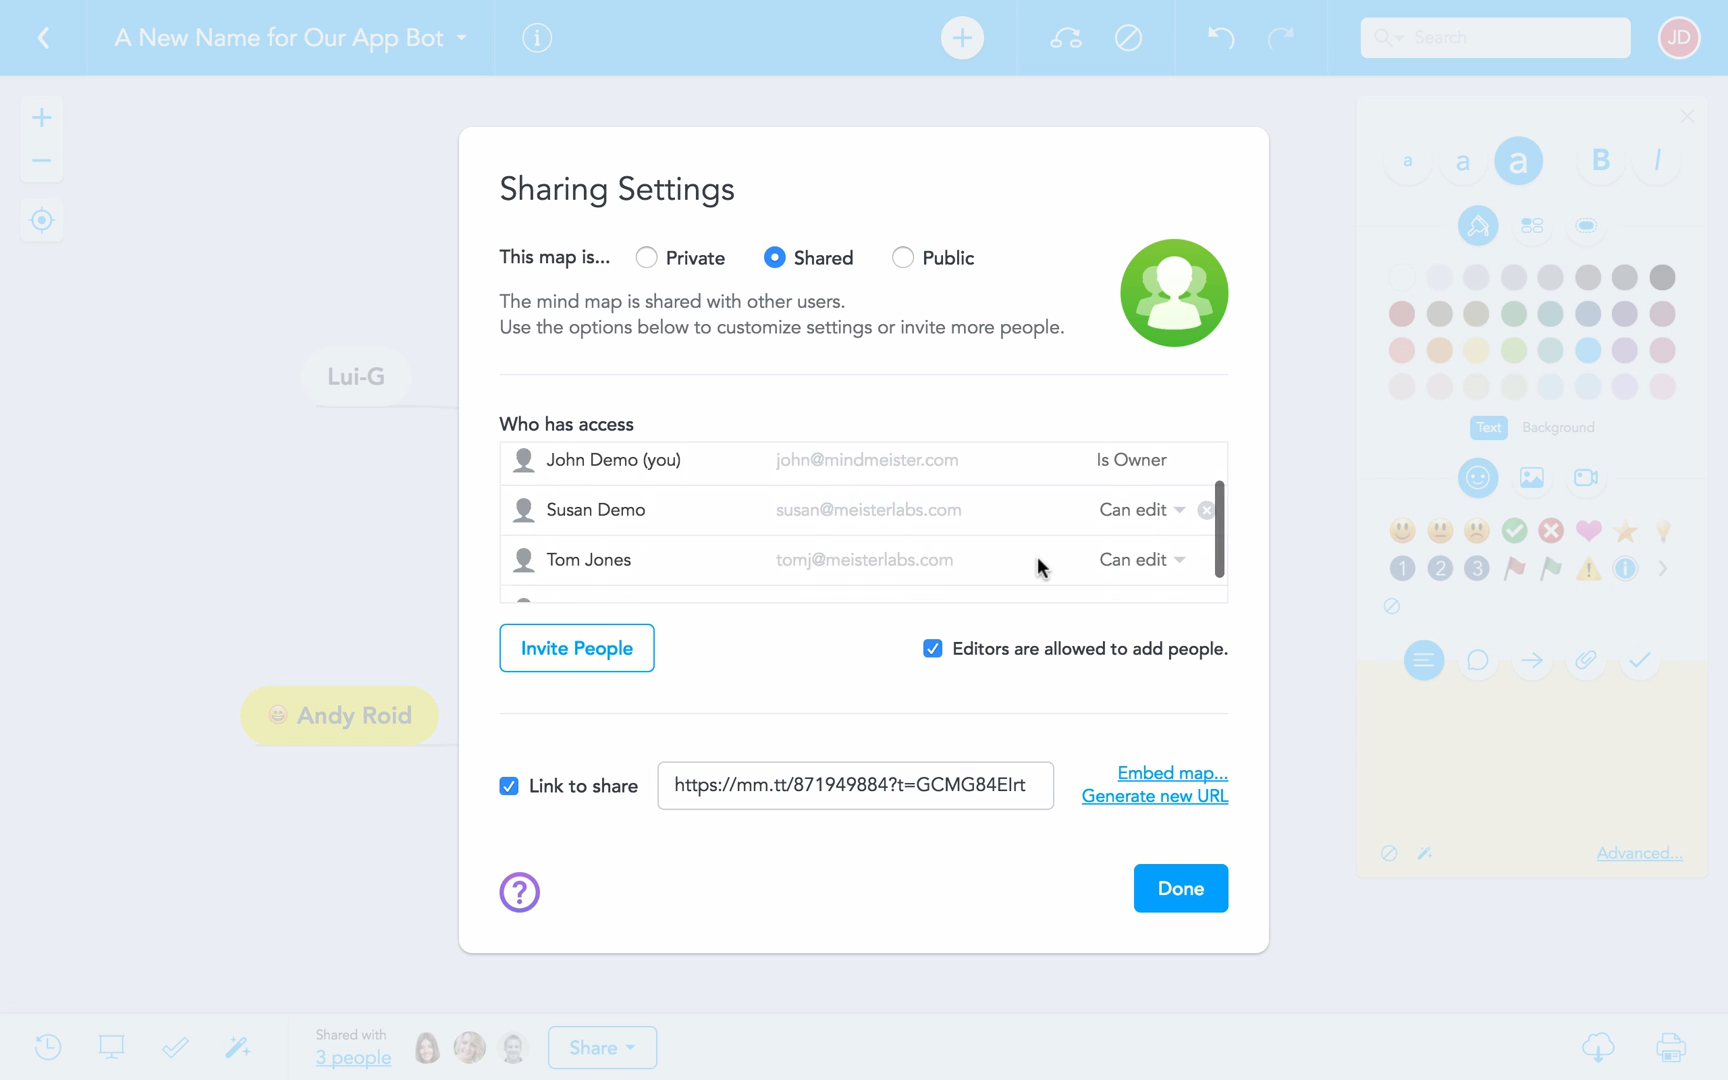 A New Name for Our App Bot
Search
JD
Sharing Settings
This map is... Private Shared Public
The mind map is shared with other users.
Use the options below to customize settings or invite more people.
Who has access
John Demo (you) john@mindmeister.com Is Owner
Susan Demo susan@meisterlabs.com Can edit
Tom Jones tomj@meisterlabs.com Can edit
Invite People
Editors are allowed to add people.
Link to share https://mm.tt/871949884?t=GCMG84EIrt
Embed map...
Generate new URL
?
Done
Lui-G
Andy Roid
a a a B I
Text Background
1 2 3
Advanced...
Shared with
3 people
Share